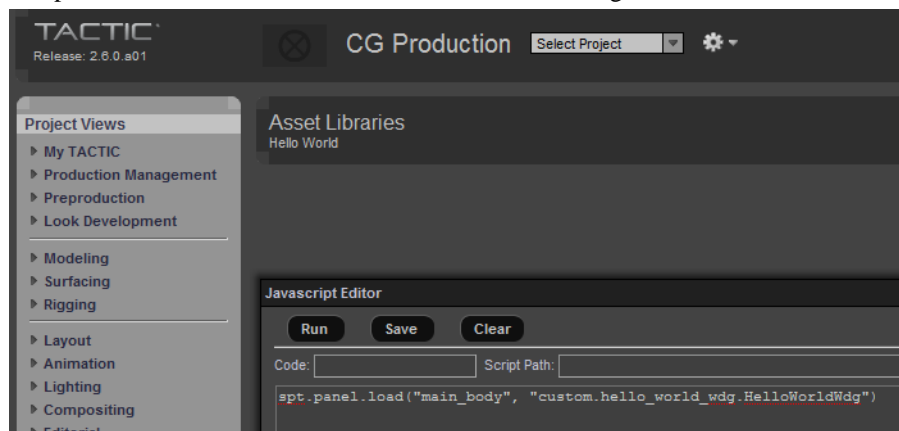 TACTIC
Release: 2.6.0.a01
CG Production
Select Project
Project Views
My TACTIC
Production Management
Preproduction
Look Development
Modeling
Surfacing
Rigging
Layout
Animation
Lighting
Compositing
Asset Libraries
Hello World
Javascript Editor
Run Save Clear
Code: Script Path:
spt.panel.load("main_body", "custom.hello_world_wdg.HelloWorldWdg")